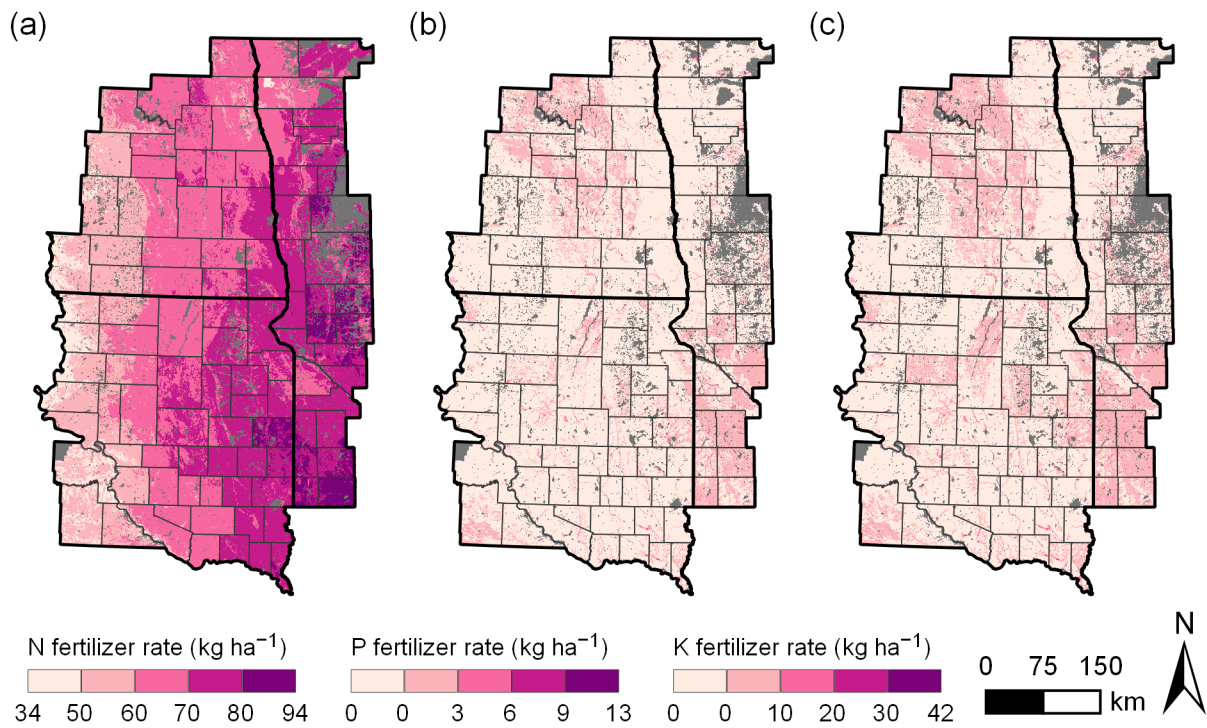 (a) (b) (c)
N fertilizer rate (kg ha⁻¹) P fertilizer rate (kg ha⁻¹) K fertilizer rate (kg ha⁻¹) N
0 75 150
km
34 50 60 70 80 94 0 0 3 6 9 13 0 0 10 20 30 42